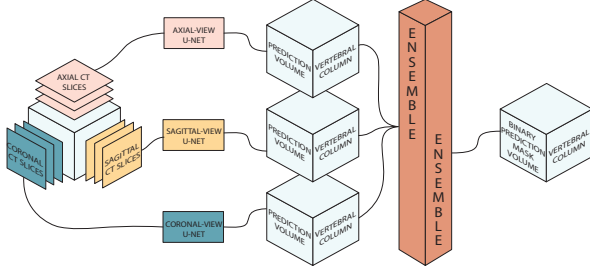 AXIAL CT
SLICES
CORONAL
CT SLICES
SAGITTAL
CT SLICES
AXIAL-VIEW
U-NET
SAGITTAL-VIEW
U-NET
CORONAL-VIEW
U-NET
PREDICTION
VOLUME
VERTEBRAL
COLUMN
PREDICTION
VOLUME
VERTEBRAL
COLUMN
PREDICTION
VOLUME
VERTEBRAL
COLUMN
ENSEMBLE
ENSEMBLE
BINARY
PREDICTION
MASK
VOLUME
VERTEBRAL
COLUMN